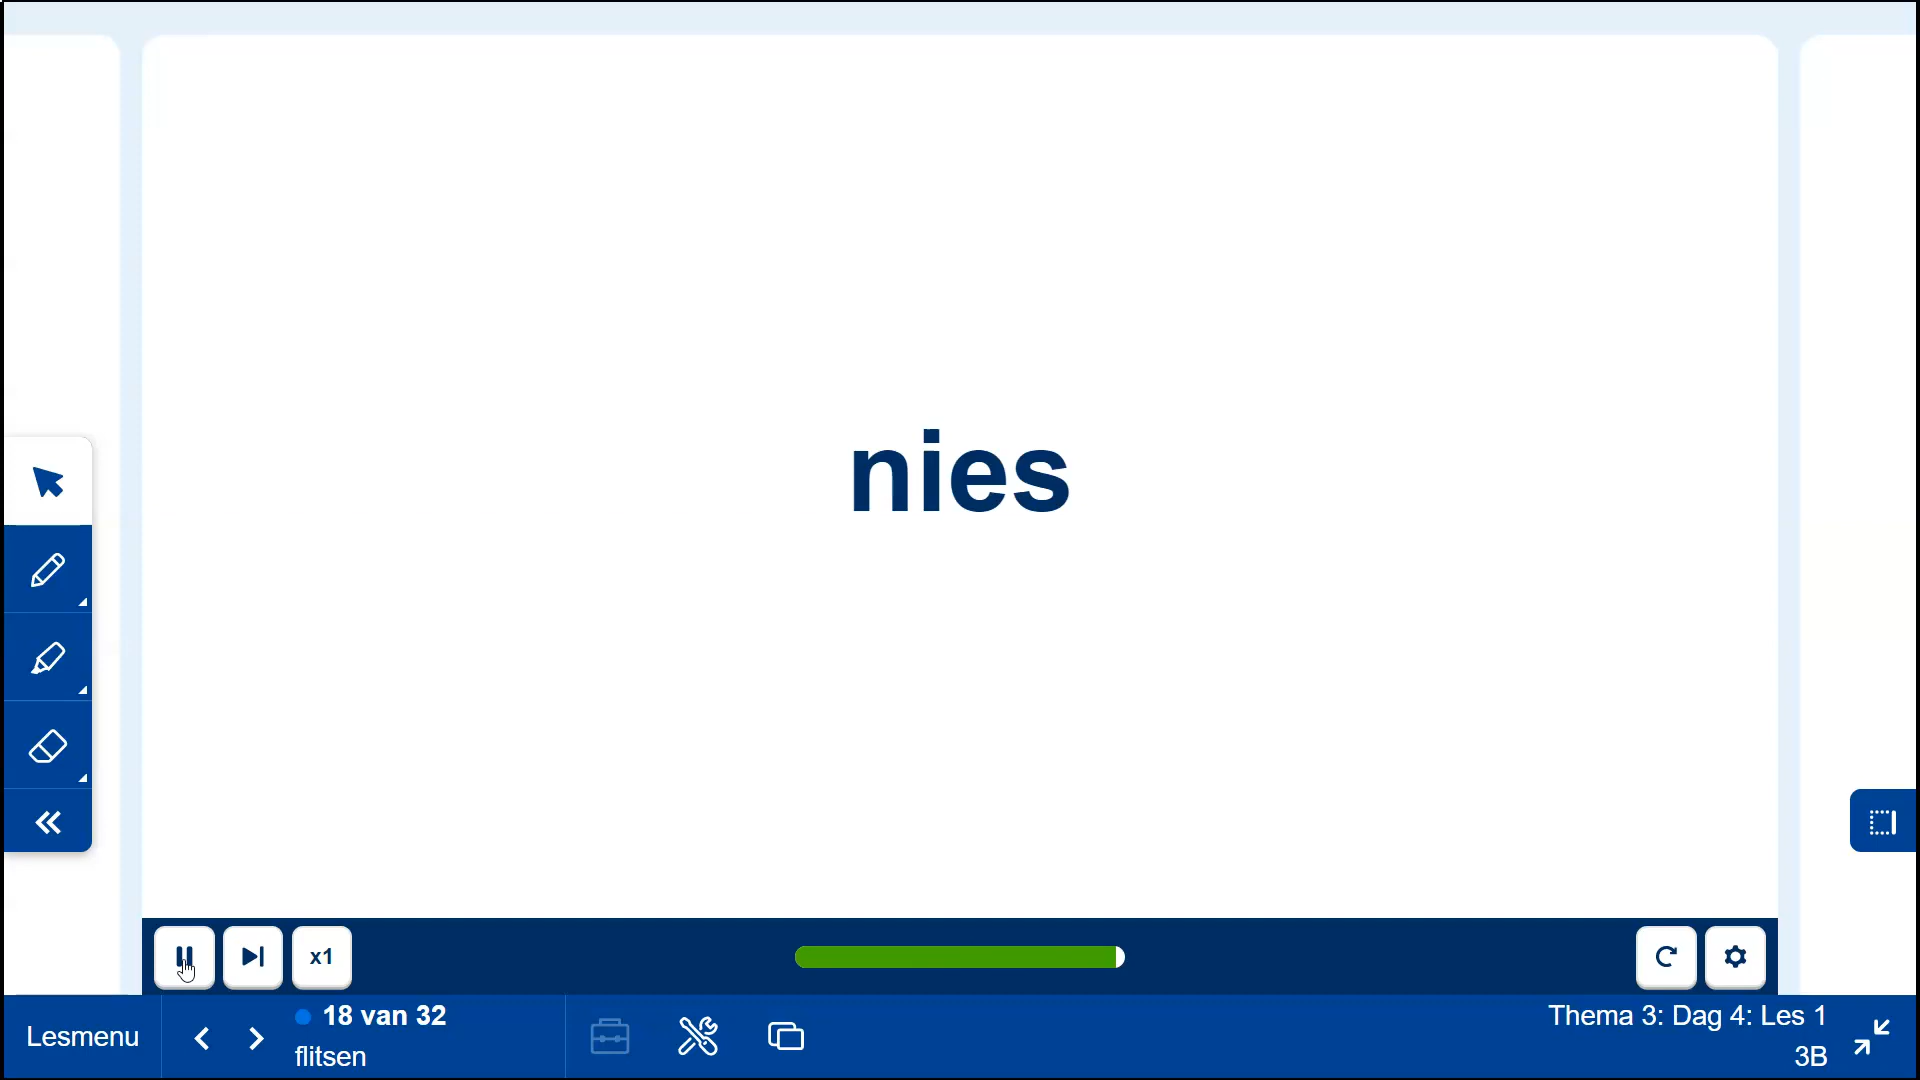 nies
x1
Lesmenu
18 van 32
flitsen
Thema 3: Dag 4: Les 1
3B